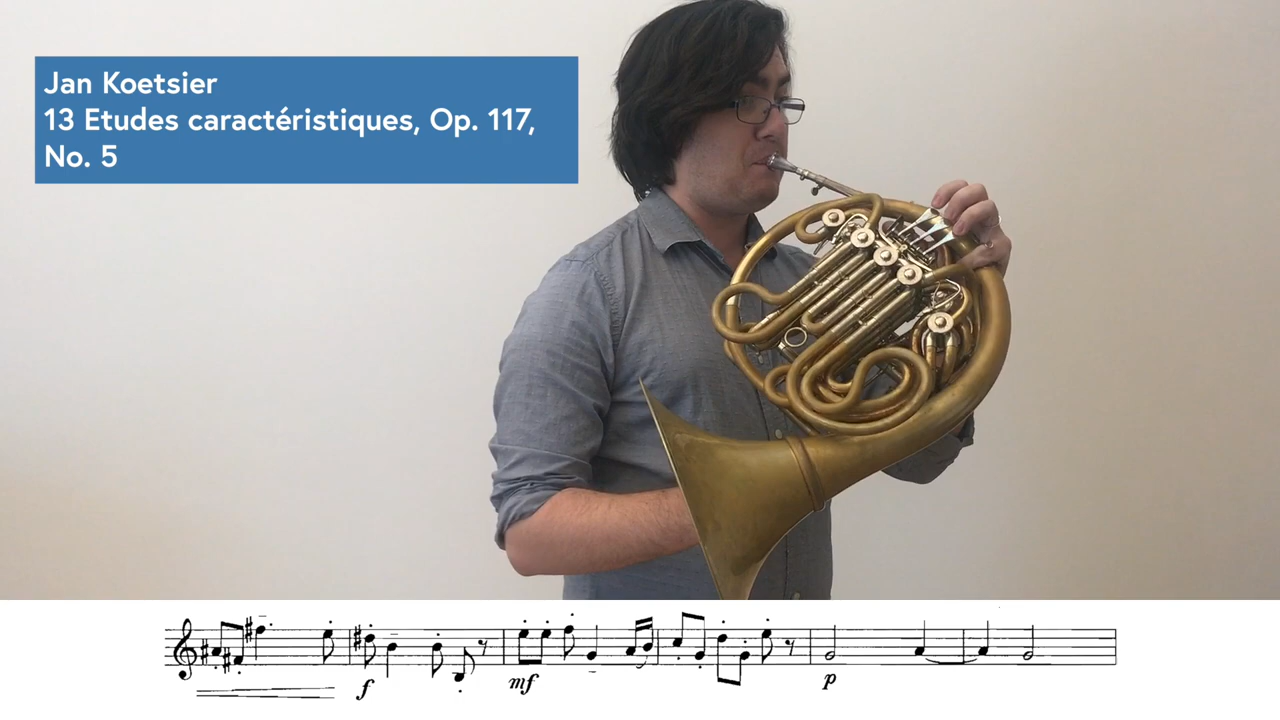 Jan Koetsier
13 Etudes caractéristiques, Op. 117,
No. 5
f mf p